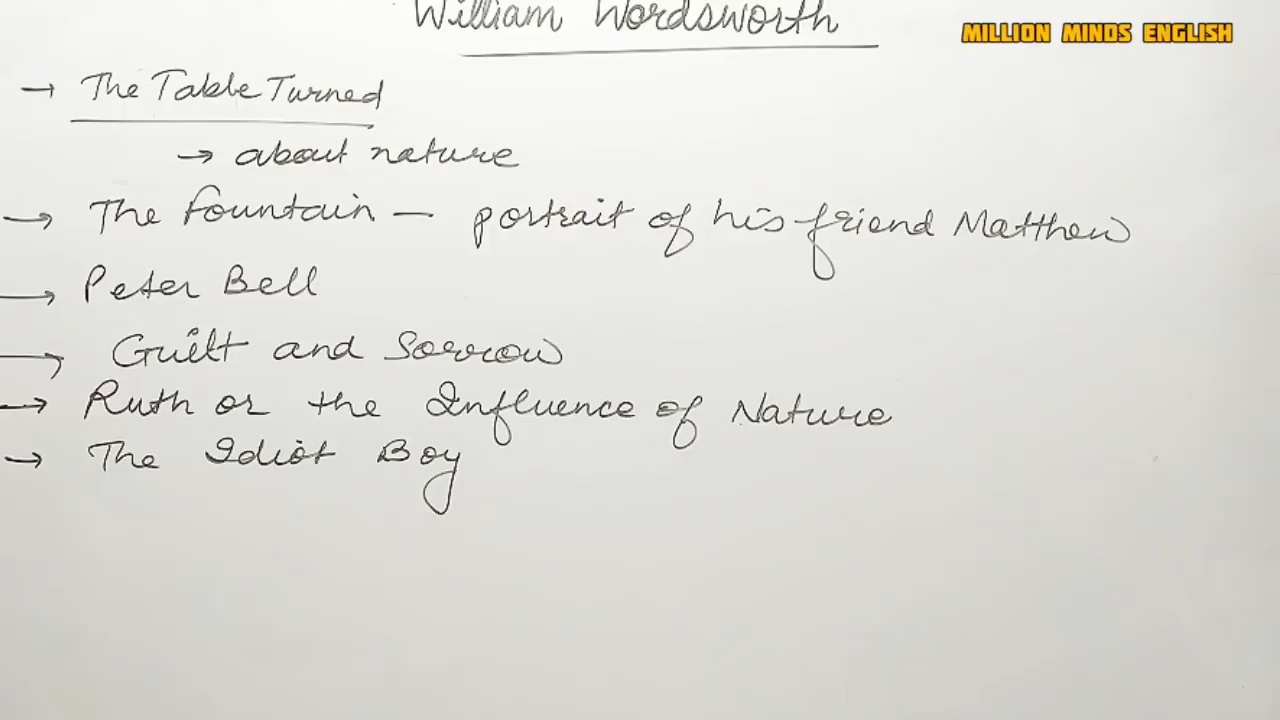 William Wordsworth
MILLION MINDS ENGLISH
→ The Table Turned
→ about nature
→ The fountain — portrait of his friend Matthew
→ Peter Bell
→ Guilt and Sorrow
→ Ruth or the Influence of Nature
→ The Idiot Boy